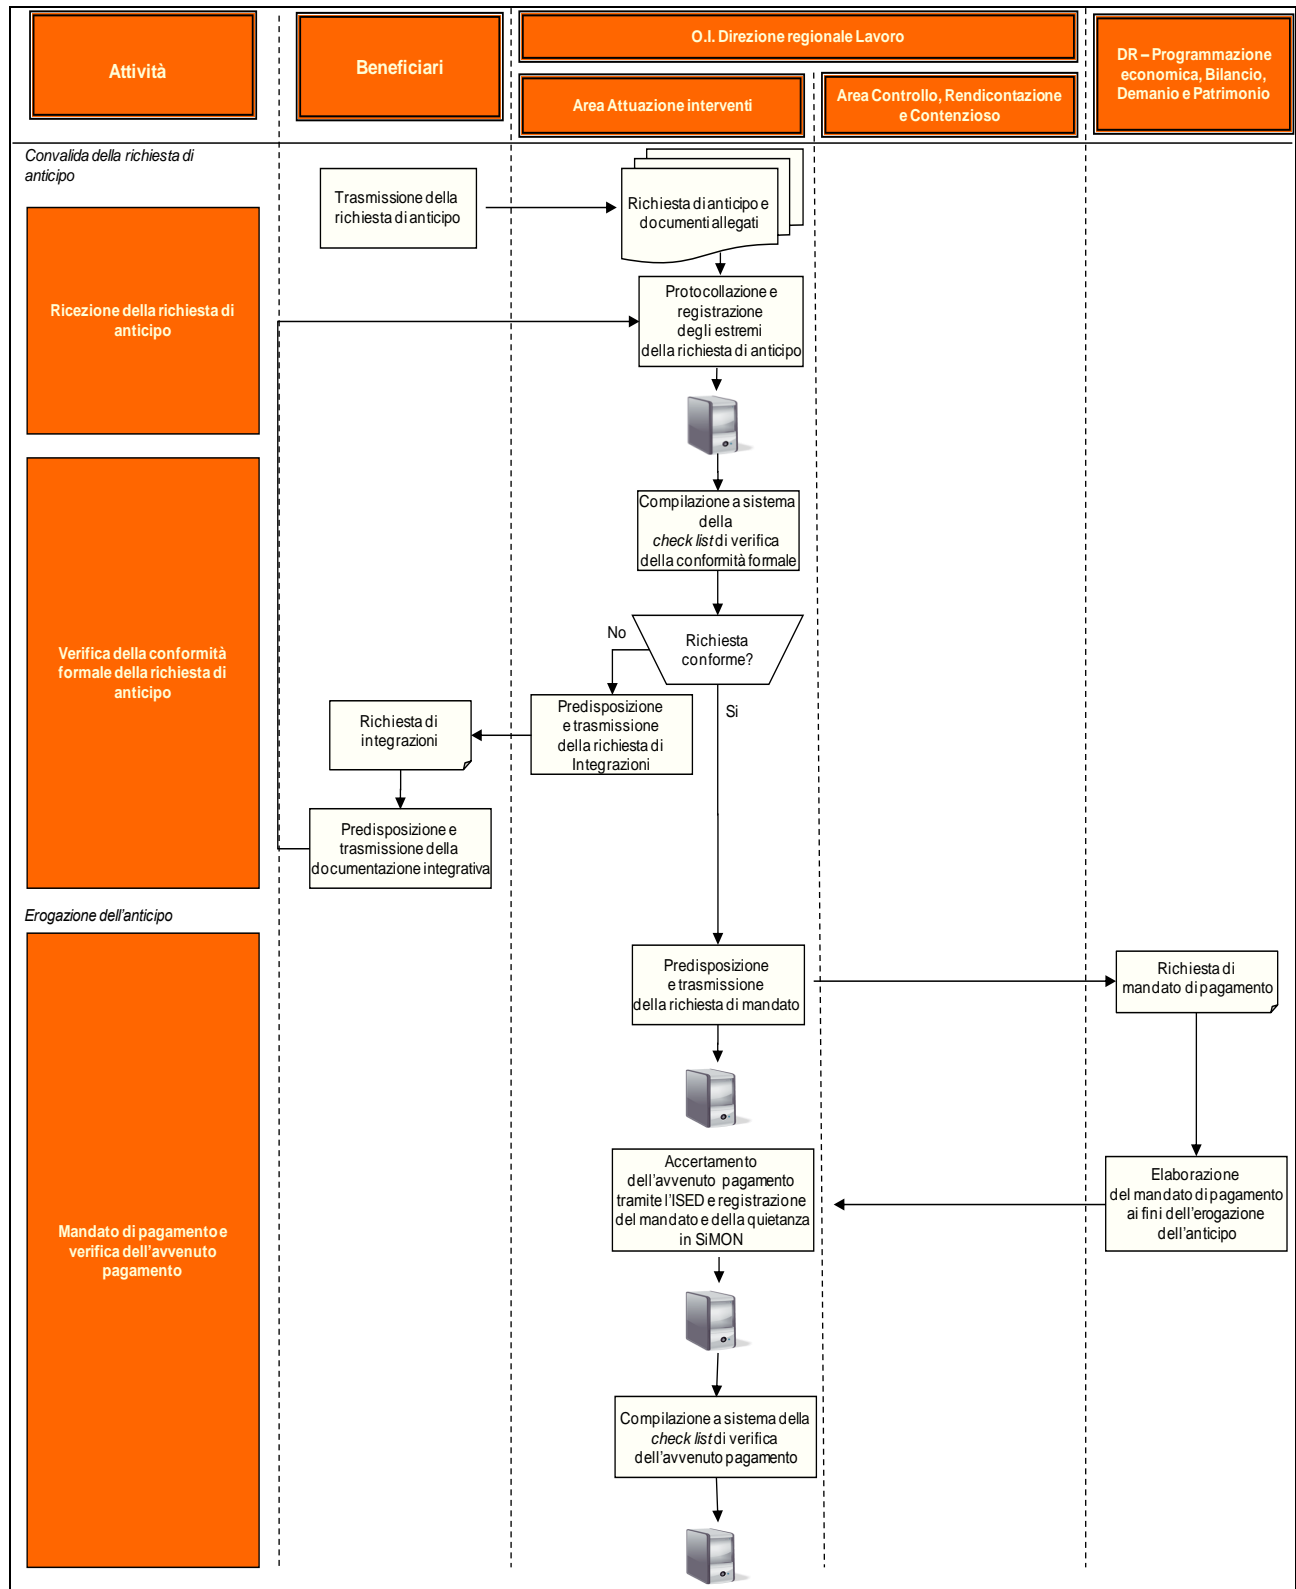 Attività
Beneficiari
O.I. Direzione regionale Lavoro
Area Attuazione interventi
Area Controllo, Rendicontazione
e Contenzioso
DR – Programmazione
economica, Bilancio,
Demanio e Patrimonio
Convalida della richiesta di
anticipo
Trasmissione della
richiesta di anticipo
Richiesta di anticipo e
documenti allegati
Ricezione della richiesta di
anticipo
Protocollazione e
registrazione
degli estremi
della richiesta di anticipo
Compilazione a sistema
della
check list di verifica
della conformità formale
Verifica della conformità
formale della richiesta di
anticipo
Richiesta
conforme?
No
Si
Predisposizione
e trasmissione
della richiesta di
Integrazioni
Richiesta di
integrazioni
Predisposizione e
trasmissione della
documentazione integrativa
Erogazione dell'anticipo
Predisposizione
e trasmissione
della richiesta di mandato
Richiesta di
mandato di pagamento
Mandato di pagamento e
verifica dell'avvenuto
pagamento
Accertamento
dell'avvenuto pagamento
tramite l'ISED e registrazione
del mandato e della quietanza
in SiMON
Elaborazione
del mandato di pagamento
ai fini dell'erogazione
dell'anticipo
Compilazione a sistema della
check list di verifica
dell'avvenuto pagamento